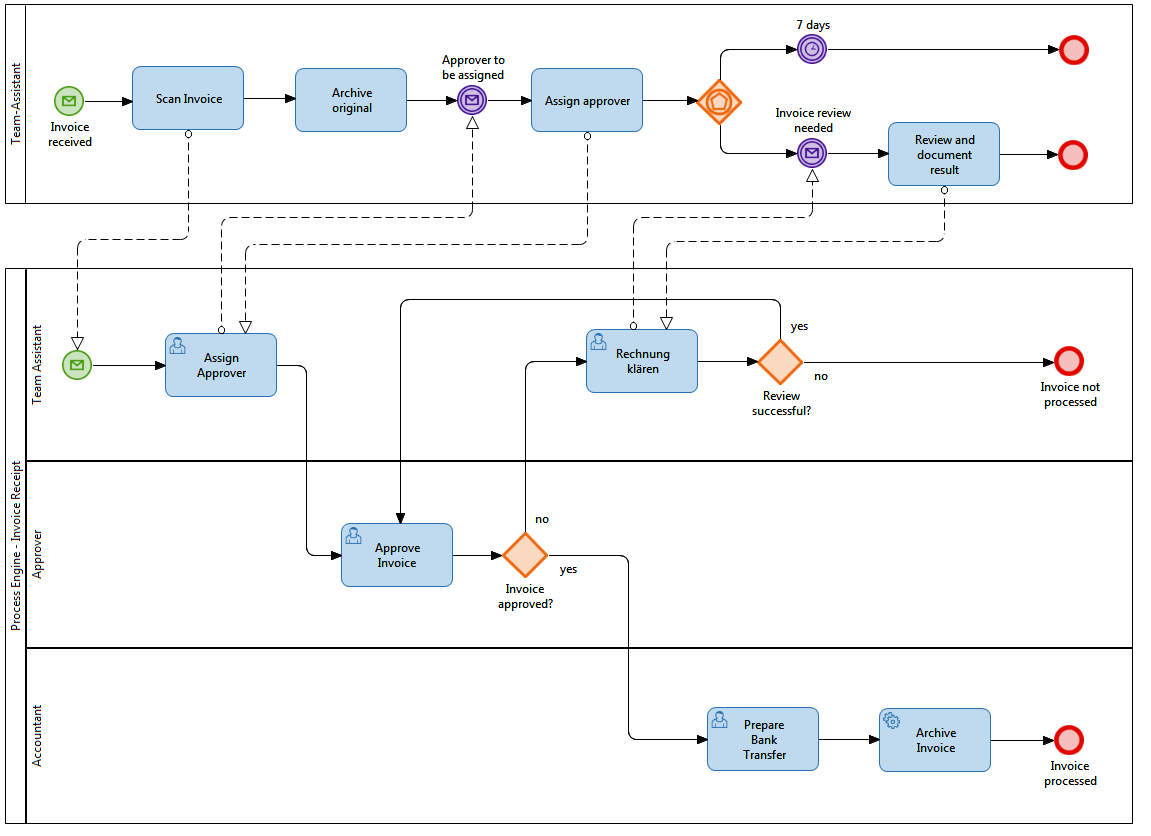 Team-Assistant
Invoice
received
Scan Invoice
Archive
original
Approver to
be assigned
Assign approver
7 days
Invoice review
needed
Review and
document
result
Process Engine - Invoice Receipt
Team Assistant
Assign
Approver
Rechnung
klären
yes
no
Review
successful?
Invoice not
processed
Approver
Approve
Invoice
no
yes
Invoice
approved?
Accountant
Prepare
Bank
Transfer
Archive
Invoice
Invoice
processed